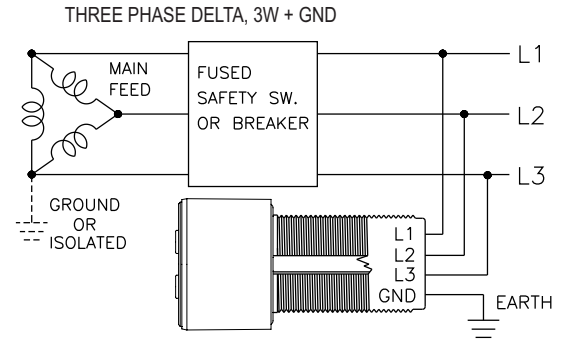 THREE PHASE DELTA, 3W + GND
MAIN
FEED
FUSED
SAFETY SW.
OR BREAKER
L1
L2
L3
GROUND
OR
ISOLATED
L1
L2
L3
GND
EARTH